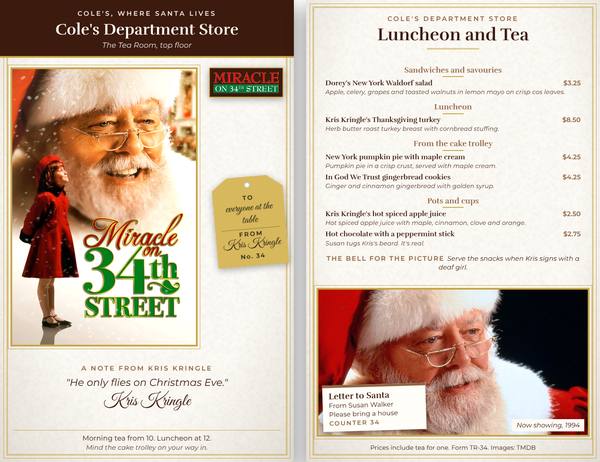 COLE'S, WHERE SANTA LIVES
Cole's Department Store
The Tea Room, top floor
MIRACLE
ON 34TH STREET
TO
everyone at the
table
FROM
Kris Kringle
No. 34
Miracle
on
34th
STREET
A NOTE FROM KRIS KRINGLE
"He only flies on Christmas Eve."
Kris Kringle
Morning tea from 10. Luncheon at 12.
Mind the cake trolley on your way in.
COLE'S DEPARTMENT STORE
Luncheon and Tea
Sandwiches and savouries
Dorey's New York Waldorf salad $3.25
Apple, celery, grapes and toasted walnuts in lemon mayo on crisp cos leaves.
Luncheon
Kris Kringle's Thanksgiving turkey $8.50
Herb butter roast turkey breast with cornbread stuffing.
From the cake trolley
New York pumpkin pie with maple cream $4.25
Pumpkin pie in a crisp crust, served with maple cream.
In God We Trust gingerbread cookies $4.25
Ginger and cinnamon gingerbread with golden syrup.
Pots and cups
Kris Kringle's hot spiced apple juice $2.50
Hot spiced apple juice with maple, cinnamon, clove and orange.
Hot chocolate with a peppermint stick $2.75
Susan tugs Kris's beard. It's real.
THE BELL FOR THE PICTURE Serve the snacks when Kris signs with a
deaf girl.
Letter to Santa
From Susan Walker
Please bring a house
COUNTER 34
Now showing, 1994
Prices include tea for one. Form TR-34. Images: TMDB